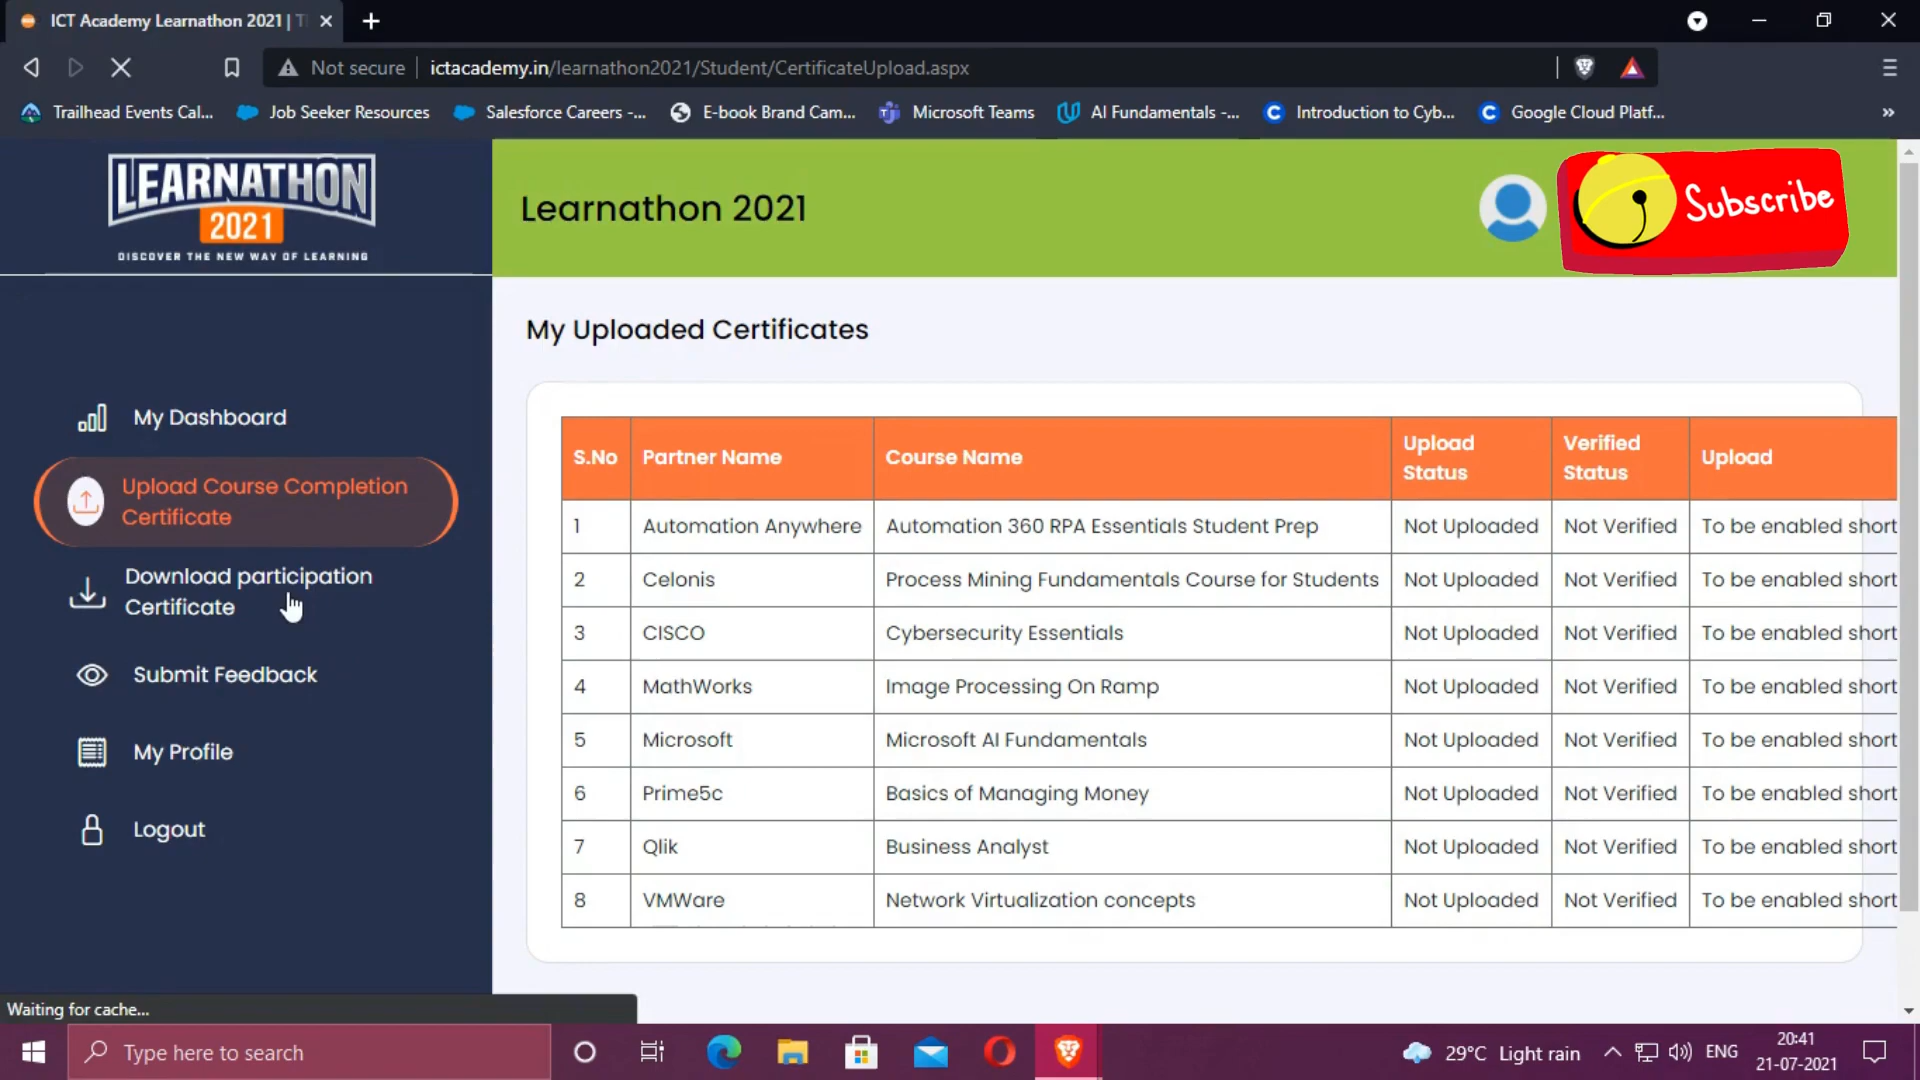 ICT Academy Learnathon 2021 | T
Not secure
ictacademy.in/learnathon2021/Student/CertificateUpload.aspx
Trailhead Events Cal...
Job Seeker Resources
Salesforce Careers -...
E-book Brand Cam...
Microsoft Teams
AI Fundamentals -...
Introduction to Cyb...
Google Cloud Platf...
LEARNATHON
2021
DISCOVER THE NEW WAY OF LEARNING
Learnathon 2021
Subscribe
My Uploaded Certificates
My Dashboard
Upload Course Completion
Certificate
Download participation
Certificate
Submit Feedback
My Profile
Logout
S.No Partner Name Course Name Upload Status Verified Status Upload
1 Automation Anywhere Automation 360 RPA Essentials Student Prep Not Uploaded Not Verified To be enabled short
2 Celonis Process Mining Fundamentals Course for Students Not Uploaded Not Verified To be enabled short
3 CISCO Cybersecurity Essentials Not Uploaded Not Verified To be enabled short
4 MathWorks Image Processing On Ramp Not Uploaded Not Verified To be enabled short
5 Microsoft Microsoft AI Fundamentals Not Uploaded Not Verified To be enabled short
6 Prime5c Basics of Managing Money Not Uploaded Not Verified To be enabled short
7 Qlik Business Analyst Not Uploaded Not Verified To be enabled short
8 VMWare Network Virtualization concepts Not Uploaded Not Verified To be enabled short
Waiting for cache...
Type here to search
29°C Light rain
ENG
20:41
21-07-2021